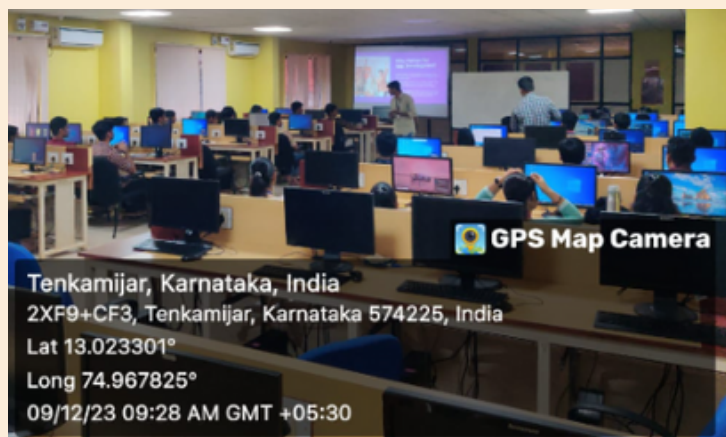 GPS Map Camera
Tenkamijar, Karnataka, India
2XF9+CF3, Tenkamijar, Karnataka 574225, India
Lat 13.023301°
Long 74.967825°
09/12/23 09:28 AM GMT +05:30